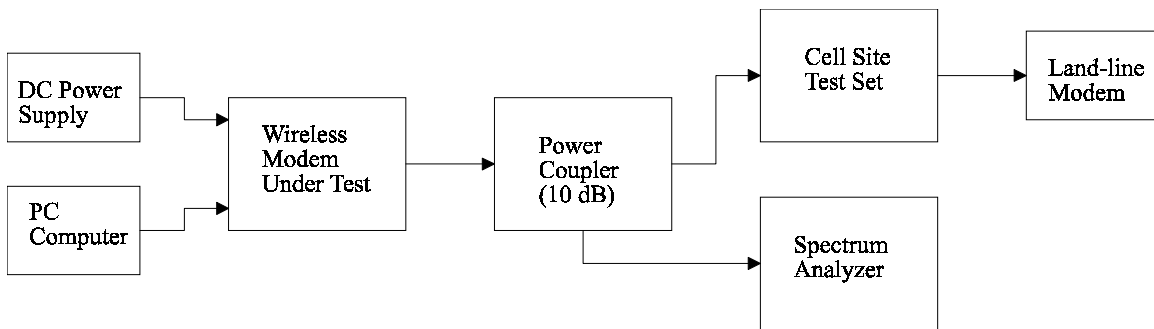 DC Power
Supply
PC
Computer
Wireless
Modem
Under Test
Power
Coupler
(10 dB)
Cell Site
Test Set
Spectrum
Analyzer
Land-line
Modem